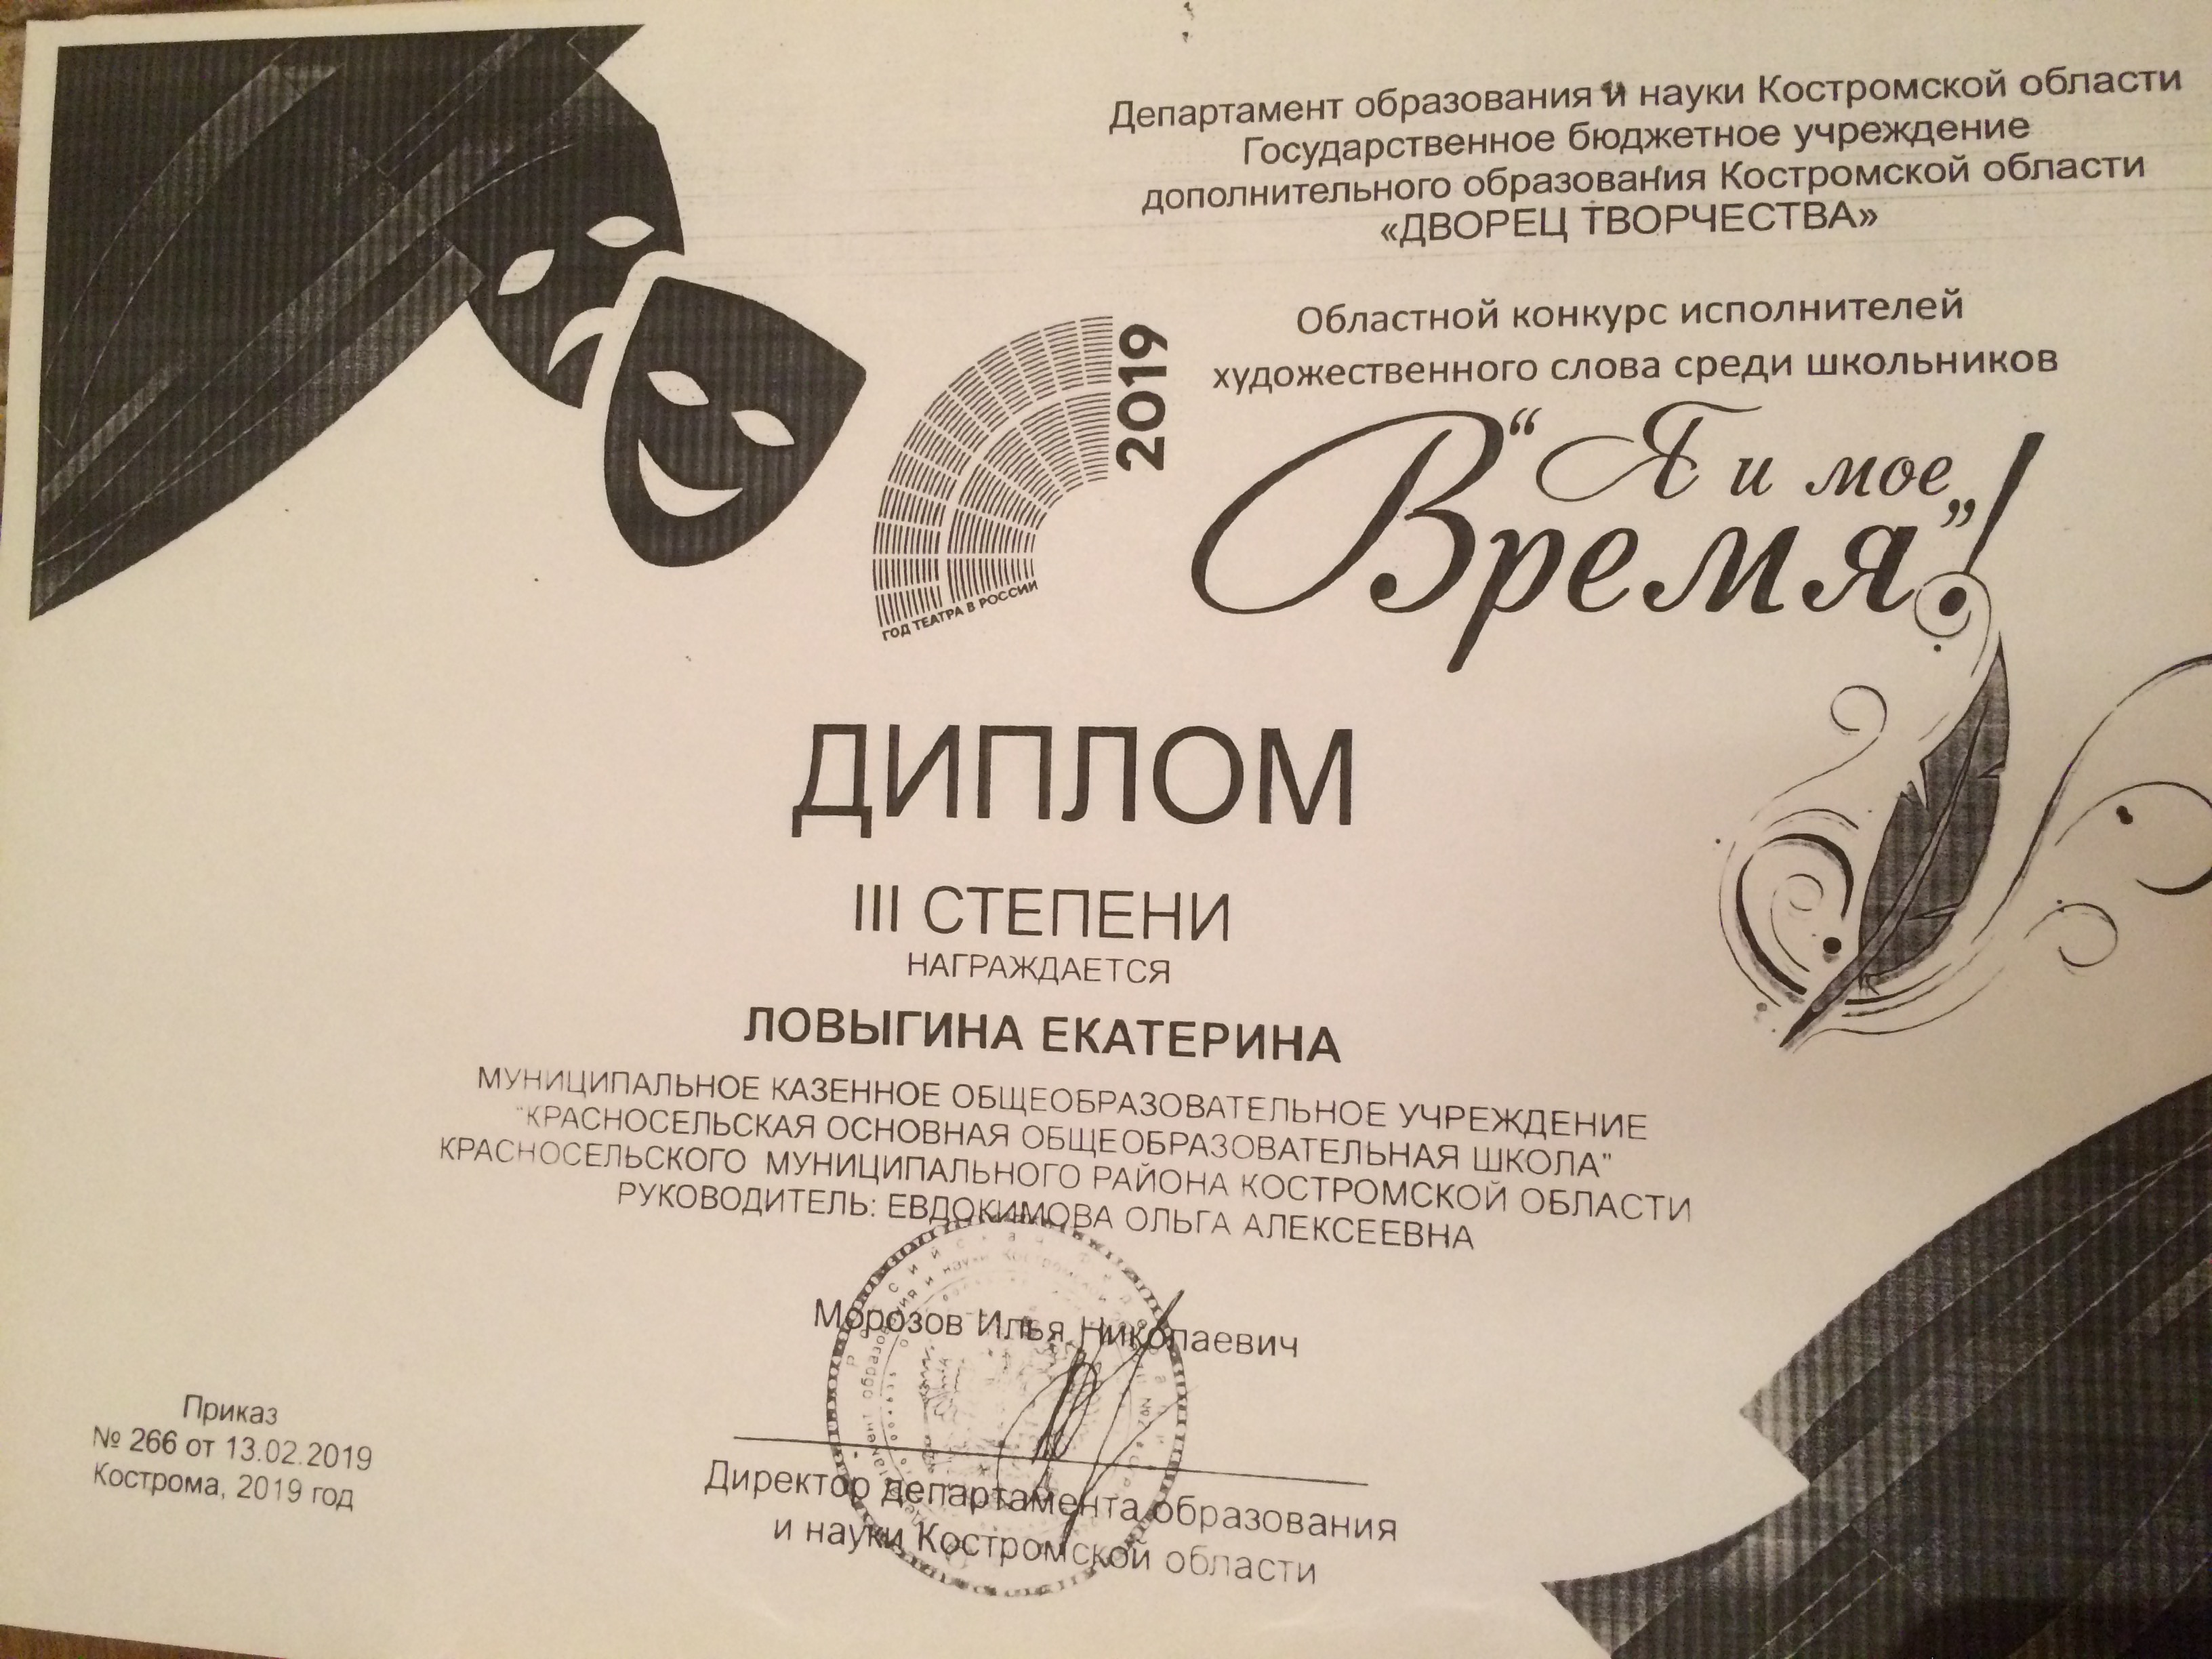 Департамент образования и науки Костромской области
Государственное бюджетное учреждение
дополнительного образования Костромской области
«ДВОРЕЦ ТВОРЧЕСТВА»
2019
ГОД ТЕАТРА В РОССИИ
Областной конкурс исполнителей
художественного слова среди школьников
“Я и мое
Время”!
ДИПЛОМ
III СТЕПЕНИ
НАГРАЖДАЕТСЯ
ЛОВЫГИНА ЕКАТЕРИНА
МУНИЦИПАЛЬНОЕ КАЗЕННОЕ ОБЩЕОБРАЗОВАТЕЛЬНОЕ УЧРЕЖДЕНИЕ
"КРАСНОСЕЛЬСКАЯ ОСНОВНАЯ ОБЩЕОБРАЗОВАТЕЛЬНАЯ ШКОЛА"
КРАСНОСЕЛЬСКОГО МУНИЦИПАЛЬНОГО РАЙОНА КОСТРОМСКОЙ ОБЛАСТИ
РУКОВОДИТЕЛЬ: ЕВДОКИМОВА ОЛЬГА АЛЕКСЕЕВНА
Морозов Илья Николаевич
Директор департамента образования
и науки Костромской области
Приказ
№ 266 от 13.02.2019
Кострома, 2019 год